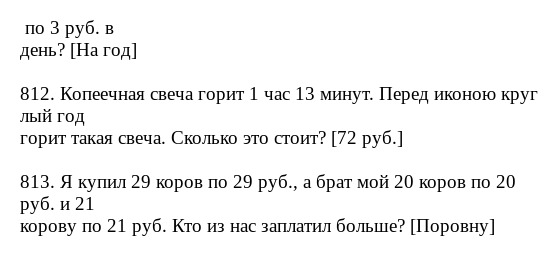 по 3 руб. в
день? [На год]
812. Копеечная свеча горит 1 час 13 минут. Перед иконою круг
лый год
горит такая свеча. Сколько это стоит? [72 руб.]
813. Я купил 29 коров по 29 руб., а брат мой 20 коров по 20
руб. и 21
корову по 21 руб. Кто из нас заплатил больше? [Поровну]